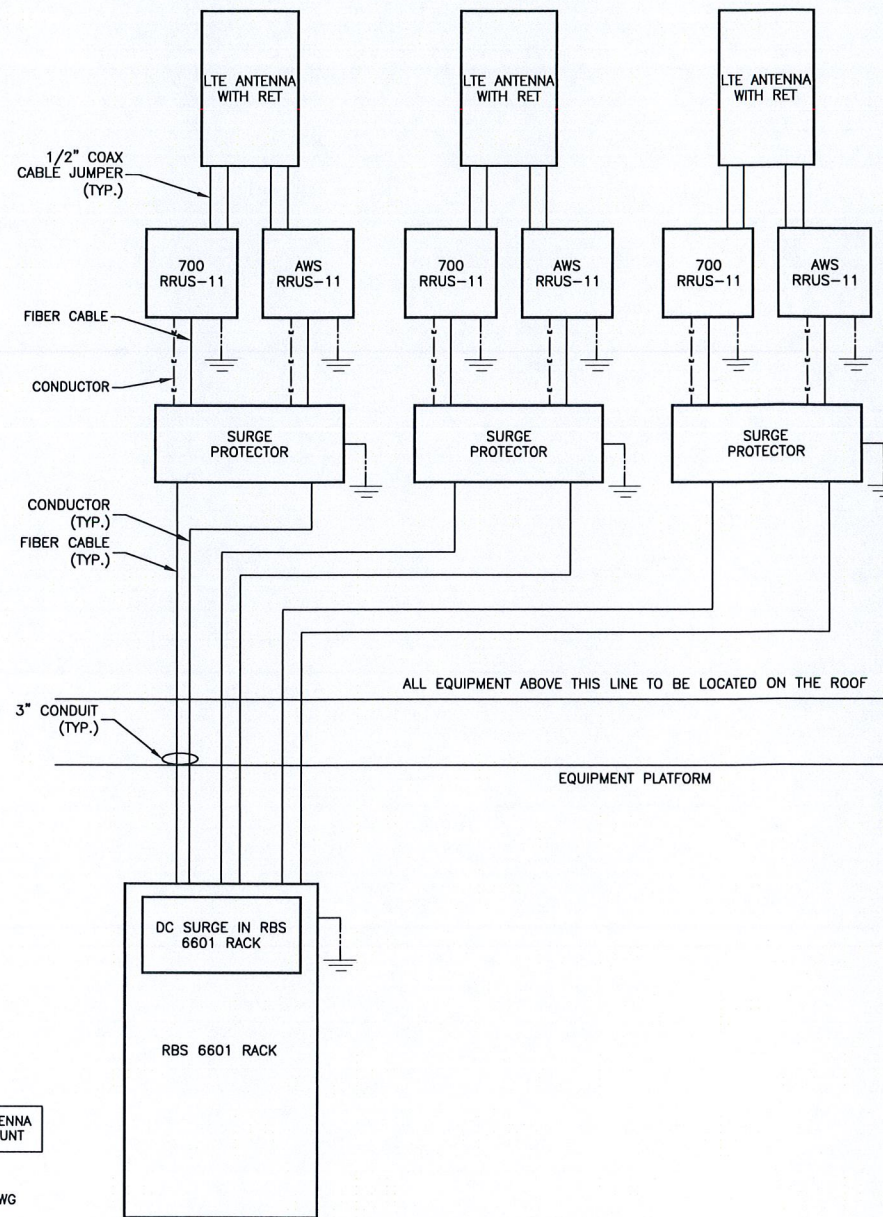 LTE ANTENNA
WITH RET
LTE ANTENNA
WITH RET
LTE ANTENNA
WITH RET
1/2" COAX
CABLE JUMPER
(TYP.)
700
RRUS-11
AWS
RRUS-11
700
RRUS-11
AWS
RRUS-11
700
RRUS-11
AWS
RRUS-11
FIBER CABLE
CONDUCTOR
SURGE
PROTECTOR
SURGE
PROTECTOR
SURGE
PROTECTOR
CONDUCTOR
(TYP.)
FIBER CABLE
(TYP.)
ALL EQUIPMENT ABOVE THIS LINE TO BE LOCATED ON THE ROOF
3" CONDUIT
(TYP.)
EQUIPMENT PLATFORM
DC SURGE IN RBS
6601 RACK
RBS 6601 RACK
ENNA
UNT
WG